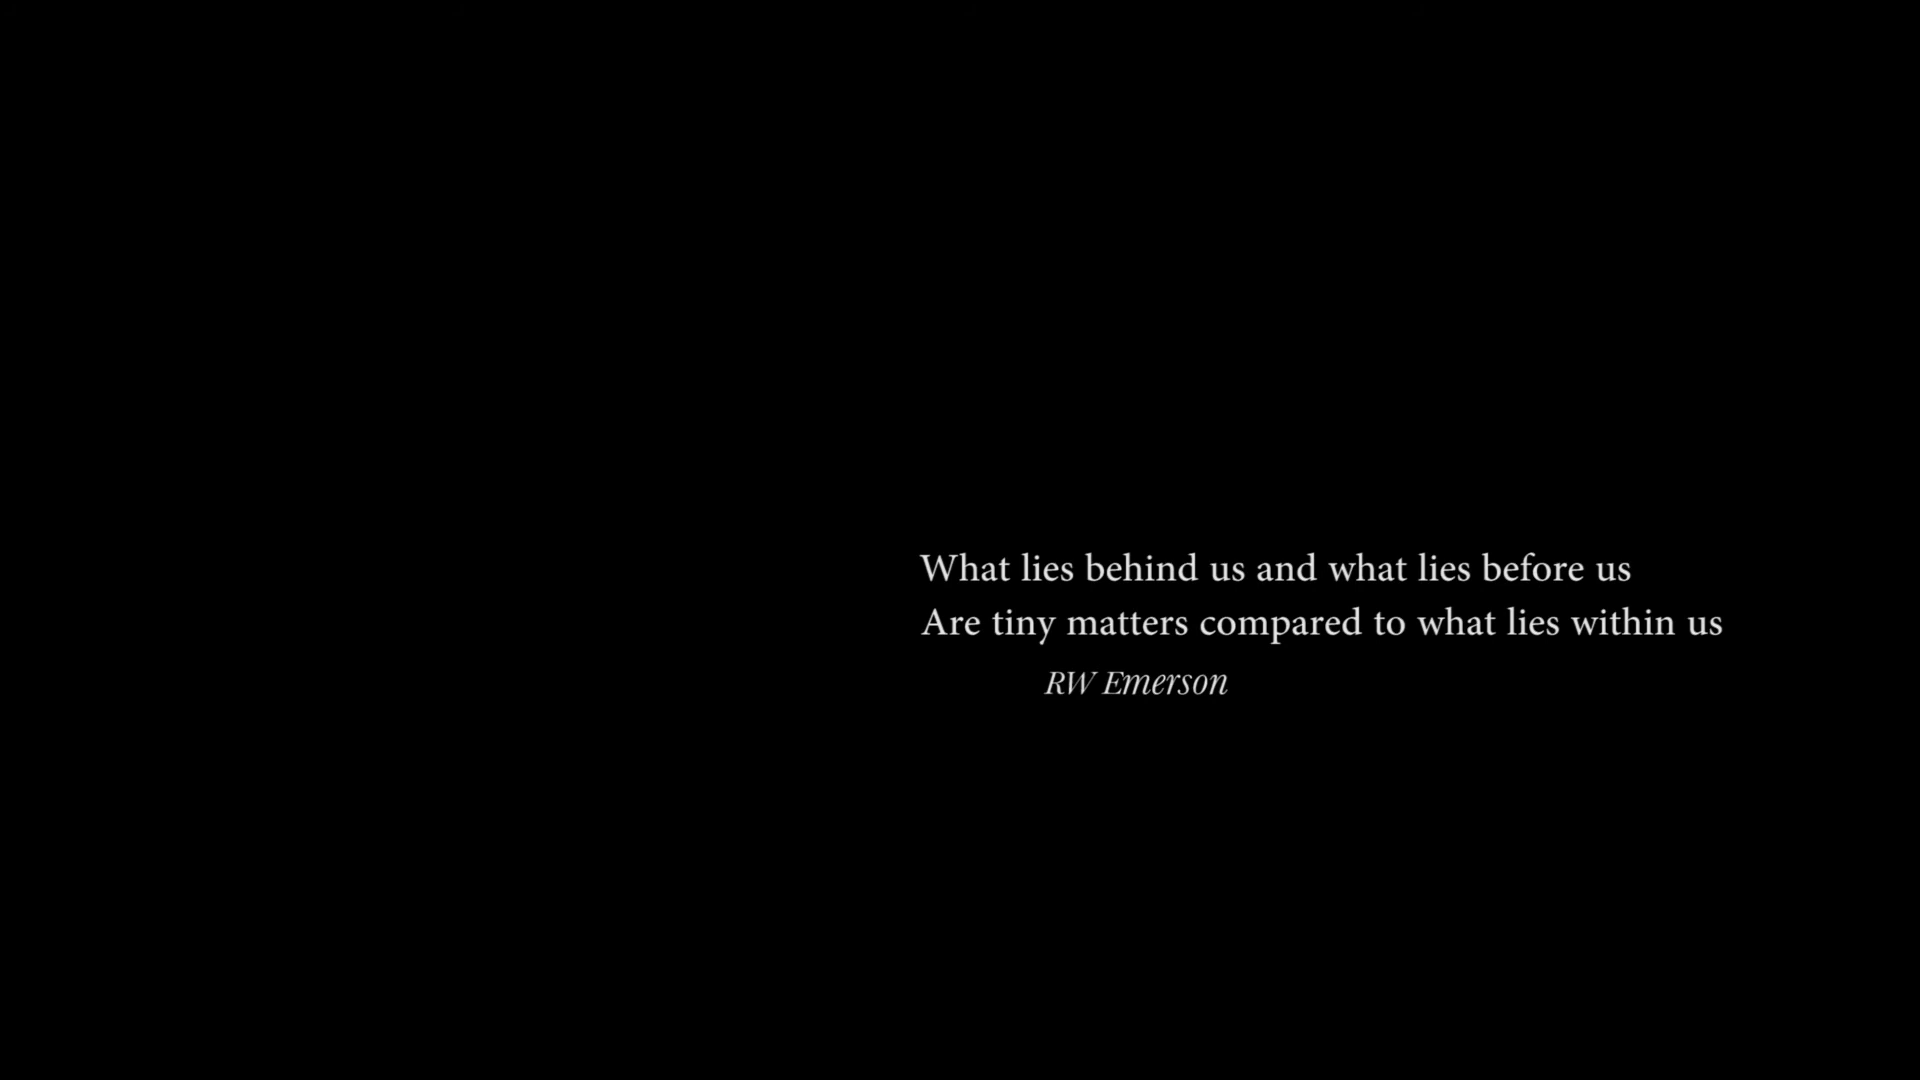 What lies behind us and what lies before us
Are tiny matters compared to what lies within us
RW Emerson